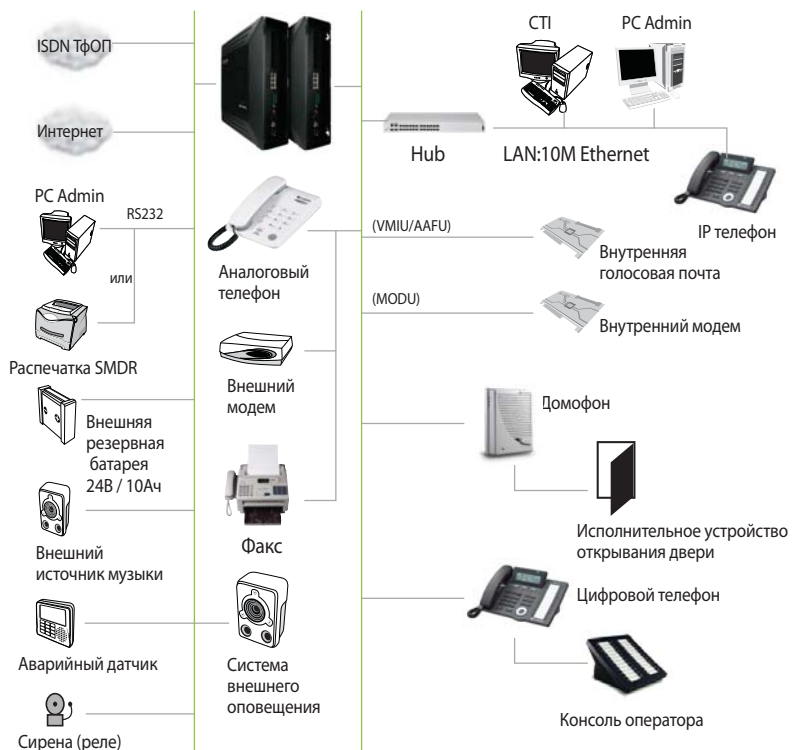 ISDN ТфОП
Интернет
PC Admin
RS232
или
Распечатка SMDR
Внешняя
резервная
батарея
24В / 10Ач
Внешний
источник музыки
Аварийный датчик
Сирена (реле)
Аналоговый
телефон
Внешний
модем
Факс
Система
внешнего
оповещения
CTI
PC Admin
Hub
LAN:10M Ethernet
IP телефон
(VMIU/AAFU)
Внутренняя
голосовая почта
(MODU)
Внутренний модем
Домофон
Исполнительное устройство
открывания двери
Цифровой телефон
Консоль оператора